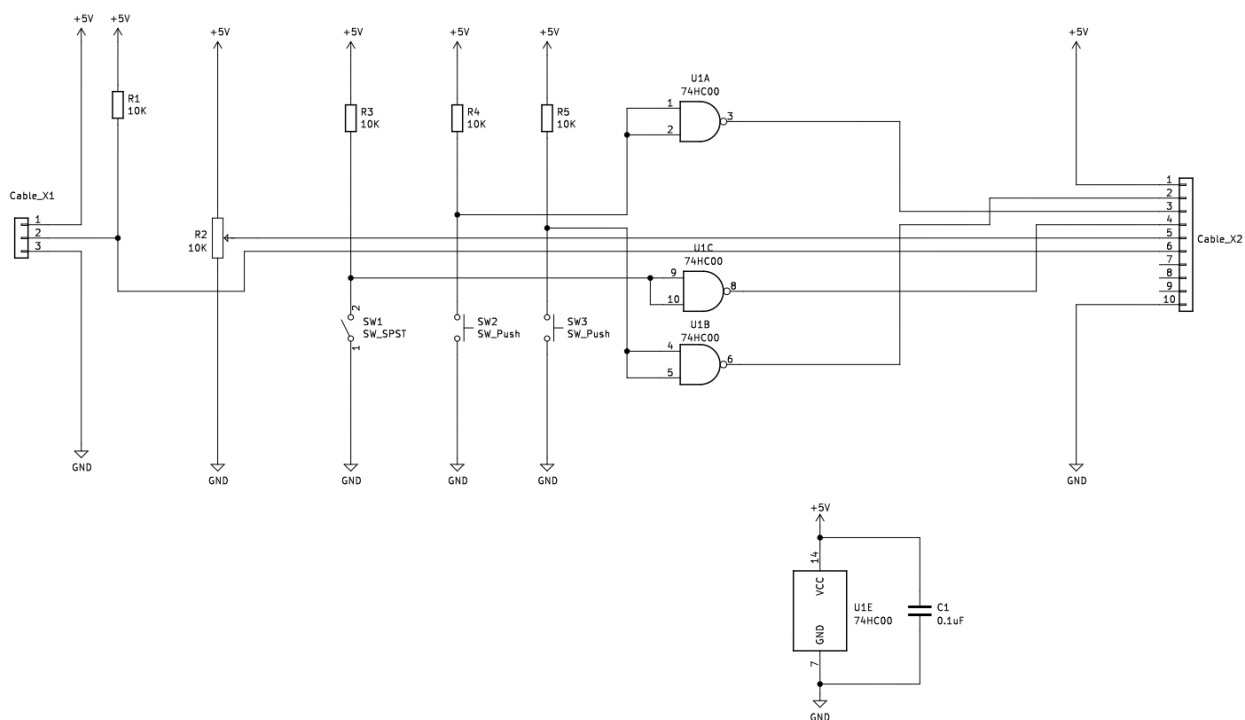 +5V
+5V
+5V
+5V
+5V
+5V
+5V
R1
10K
R3
10K
R4
10K
R5
10K
U1A
74HC00
1
2
3
Cable_X1
1
2
3
R2
10K
1
2
3
4
5
6
7
8
9
10
Cable_X2
U1C
74HC00
9
10
8
2
1
SW1
SW_SPST
SW2
SW_Push
SW3
SW_Push
U1B
74HC00
4
5
6
GND
GND
GND
GND
GND
GND
+5V
14
VCC
GND
7
U1E
74HC00
C1
0.1uF
GND